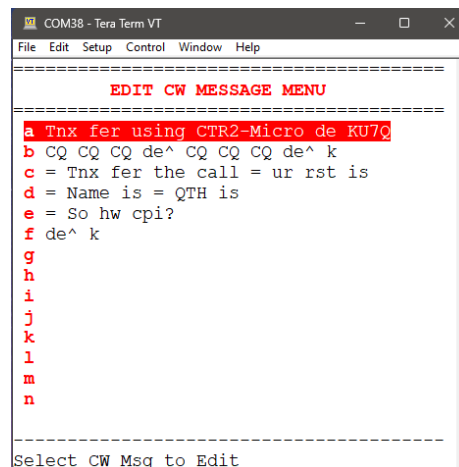 COM38 - Tera Term VT
File Edit Setup Control Window Help
========================================
EDIT CW MESSAGE MENU
========================================
a Tnx fer using CTR2-Micro de KU7Q
b CQ CQ CQ de^ CQ CQ CQ de^ k
c = Tnx fer the call = ur rst is
d = Name is = QTH is
e = So hw cpi?
f de^ k
g
h
i
j
k
l
m
n
----------------------------------------
Select CW Msg to Edit